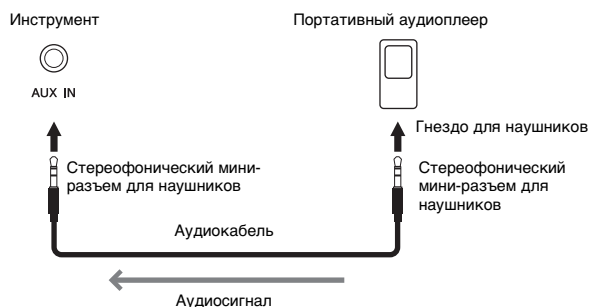 Инструмент
Портативный аудиоплеер
AUX IN
Гнездо для наушников
Стереофонический мини-
разъем для наушников
Стереофонический
мини-разъем для
наушников
Аудиокабель
Аудиосигнал